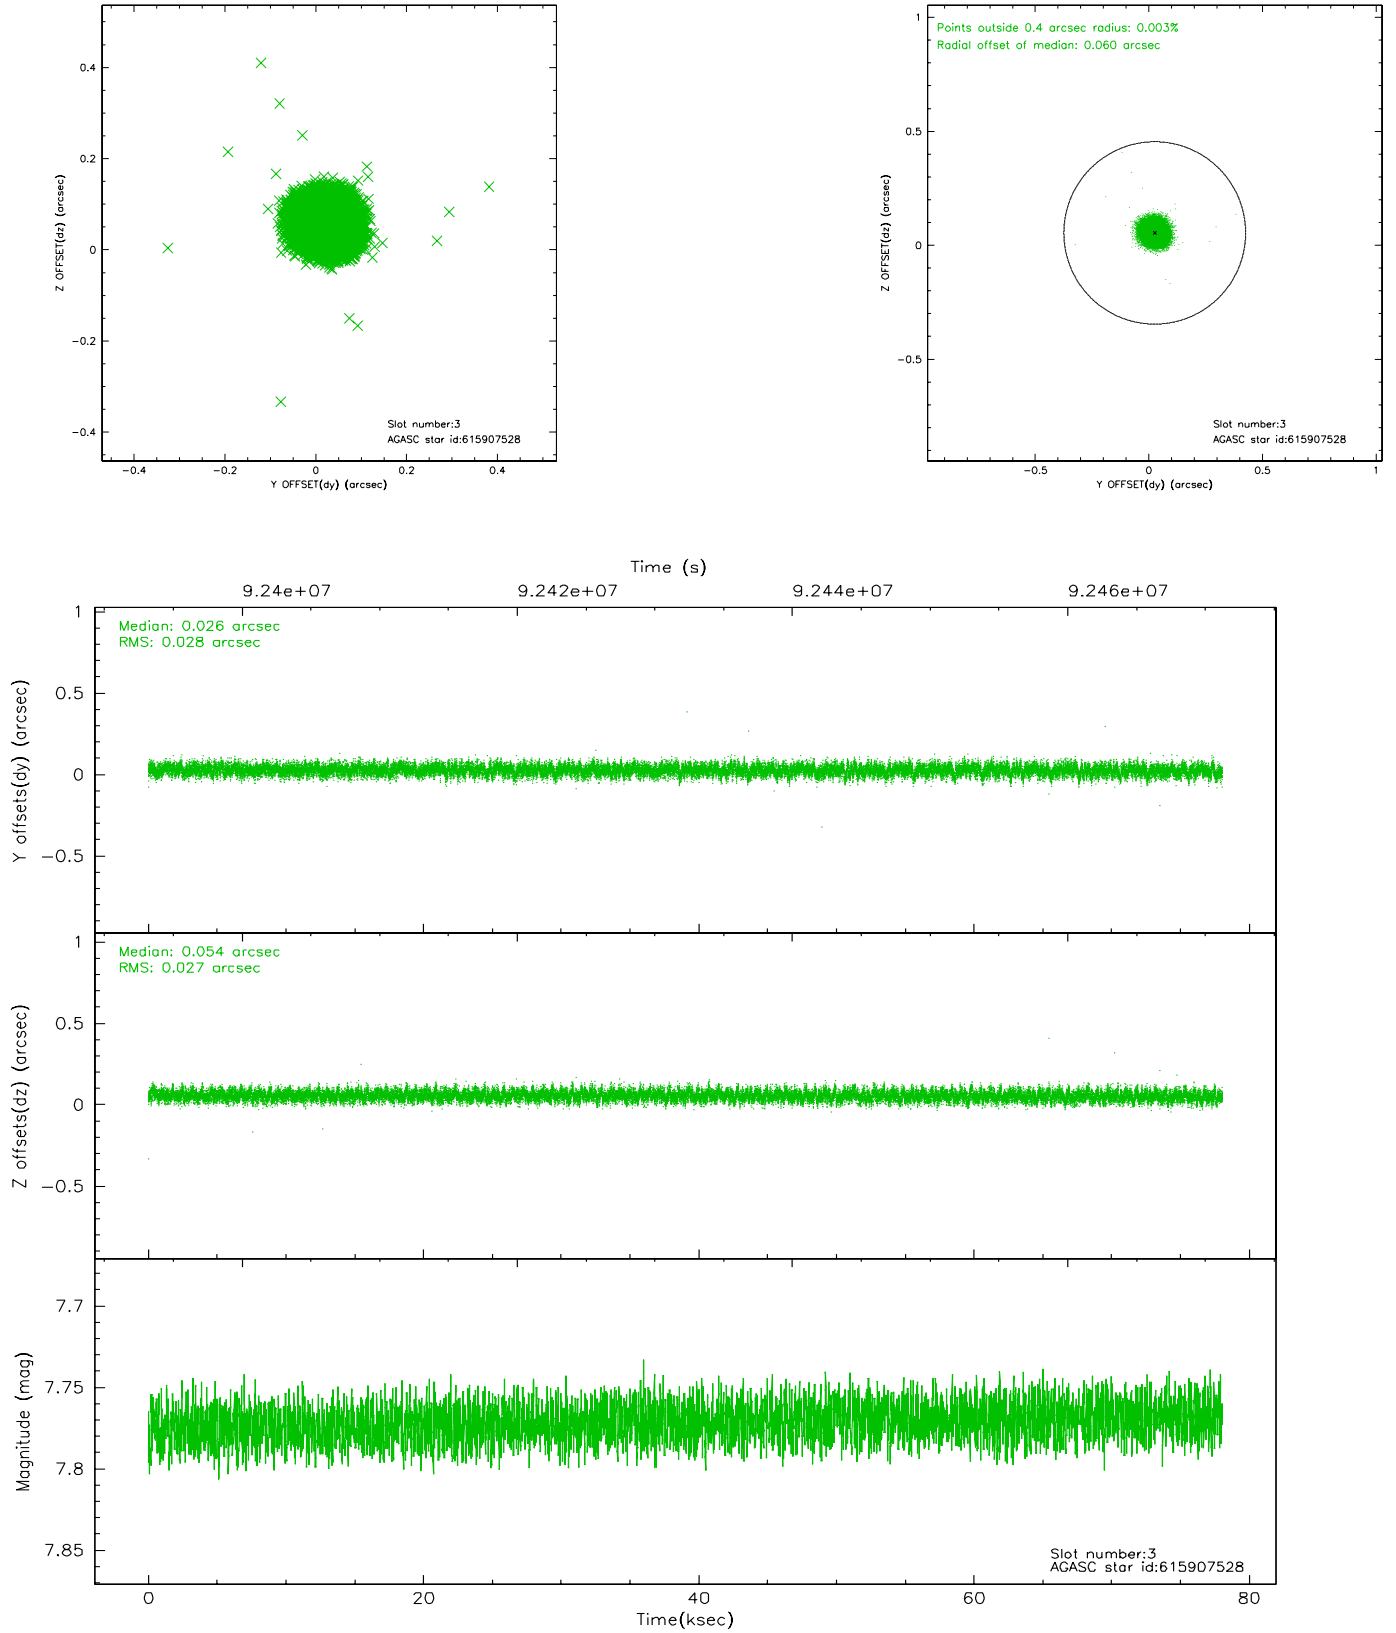 0.4
0.2
0
−0.2
−0.4
Z OFFSET(dz) (arcsec)
Slot number:3
AGASC star id:615907528
−0.4 −0.2 0 0.2 0.4
Y OFFSET(dy) (arcsec)
Points outside 0.4 arcsec radius: 0.003%
Radial offset of median: 0.060 arcsec
1
0.5
0
−0.5
Z OFFSET(dz) (arcsec)
Slot number:3
AGASC star id:615907528
−0.5 0 0.5 1
Y OFFSET(dy) (arcsec)
Time (s)
9.24e+07 9.242e+07 9.244e+07 9.246e+07
Median: 0.026 arcsec
RMS: 0.028 arcsec
1
0.5
0
−0.5
Y offsets(dy) (arcsec)
Median: 0.054 arcsec
RMS: 0.027 arcsec
1
0.5
0
−0.5
Z offsets(dz) (arcsec)
7.7
7.75
7.8
7.85
Magnitude (mag)
Slot number:3
AGASC star id:615907528
0 20 40 60 80
Time(ksec)